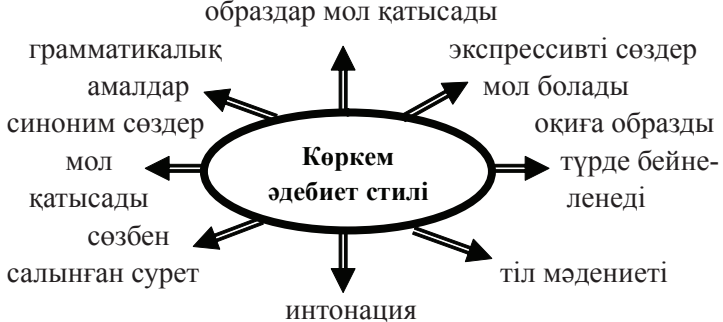 образдар мол қатысады
грамматикалық
амалдар
экспрессивті сөздер
мол болады
синоним сөздер
мол
қатысады
Көркем
әдебиет стилі
оқиға образды
түрде бейне-
ленеді
сөзбен
салынған сурет
тіл мәдениеті
интонация